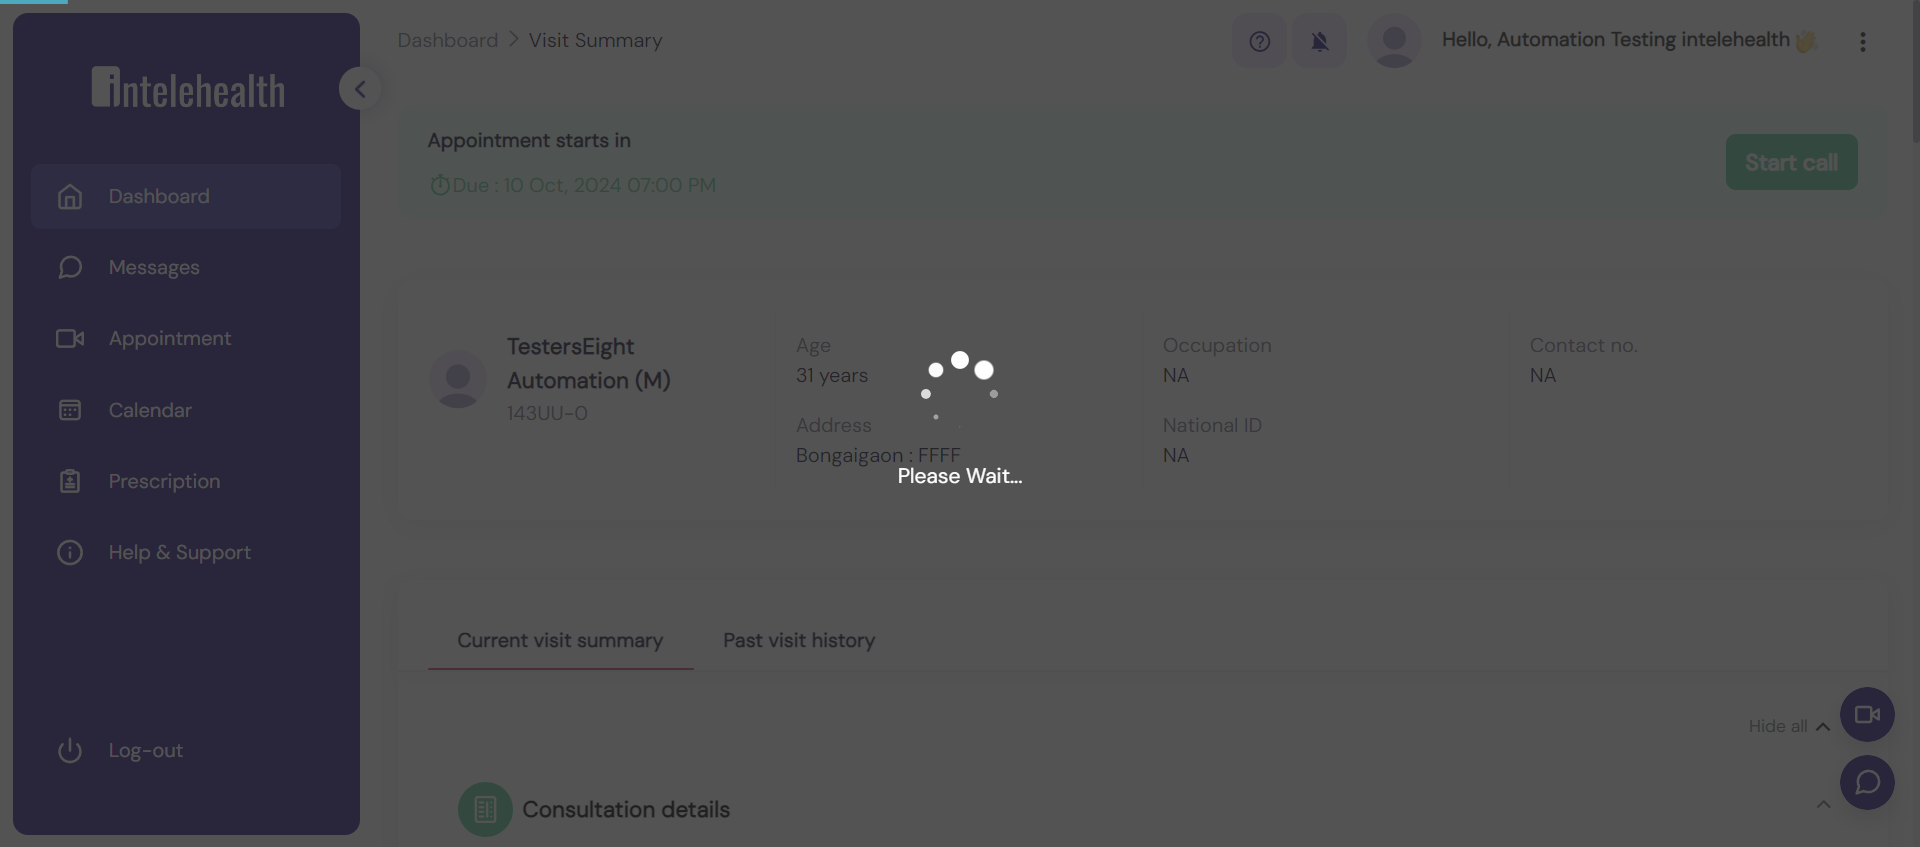 intelehealth
Dashboard
Messages
Appointment
Calendar
Prescription
Help & Support
Log-out
Dashboard > Visit Summary
Hello, Automation Testing intelehealth 👏
Appointment starts in
Due : 10 Oct, 2024 07:00 PM
Start call
TestersEight
Automation (M)
143UU-0
Age
31 years
Address
Bongaigaon : FFFF
Occupation
NA
National ID
NA
Contact no.
NA
Please Wait...
Current visit summary
Past visit history
Hide all
Consultation details